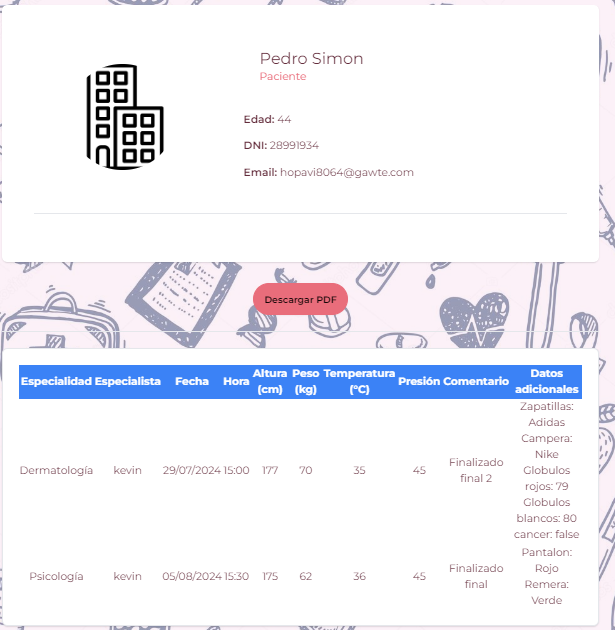 Pedro Simon
Paciente
Edad: 44
DNI: 28991934
Email: hopavi8064@gawte.com
Descargar PDF
Especialidad Especialista Fecha Hora Altura (cm) Peso (kg) Temperatura (°C) Presión Comentario Datos adicionales
Dermatología kevin 29/07/2024 15:00 177 70 35 45 Finalizado final 2 Zapatillas: Adidas Campera: Nike Globulos rojos: 79 Globulos blancos: 80 cancer: false
Psicología kevin 05/08/2024 15:30 175 62 36 45 Finalizado final Pantalon: Rojo Remera: Verde